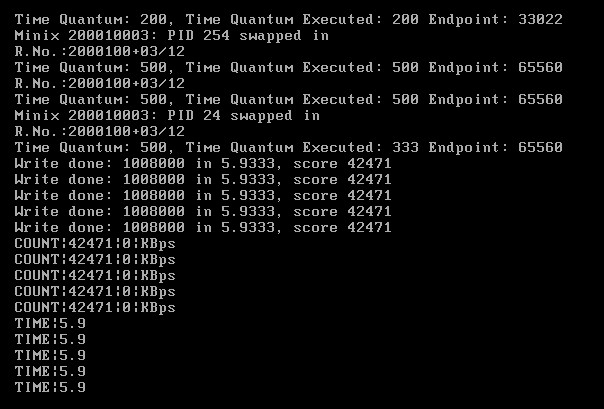 Time Quantum: 200, Time Quantum Executed: 200 Endpoint: 33022
Minix 200010003: PID 254 swapped in
R.No.:2000100+03/12
Time Quantum: 500, Time Quantum Executed: 500 Endpoint: 65560
R.No.:2000100+03/12
Time Quantum: 500, Time Quantum Executed: 500 Endpoint: 65560
Minix 200010003: PID 24 swapped in
R.No.:2000100+03/12
Time Quantum: 500, Time Quantum Executed: 333 Endpoint: 65560
Write done: 1008000 in 5.9333, score 42471
Write done: 1008000 in 5.9333, score 42471
Write done: 1008000 in 5.9333, score 42471
Write done: 1008000 in 5.9333, score 42471
Write done: 1008000 in 5.9333, score 42471
COUNT|42471|0|KBps
COUNT|42471|0|KBps
COUNT|42471|0|KBps
COUNT|42471|0|KBps
COUNT|42471|0|KBps
TIME|5.9
TIME|5.9
TIME|5.9
TIME|5.9
TIME|5.9